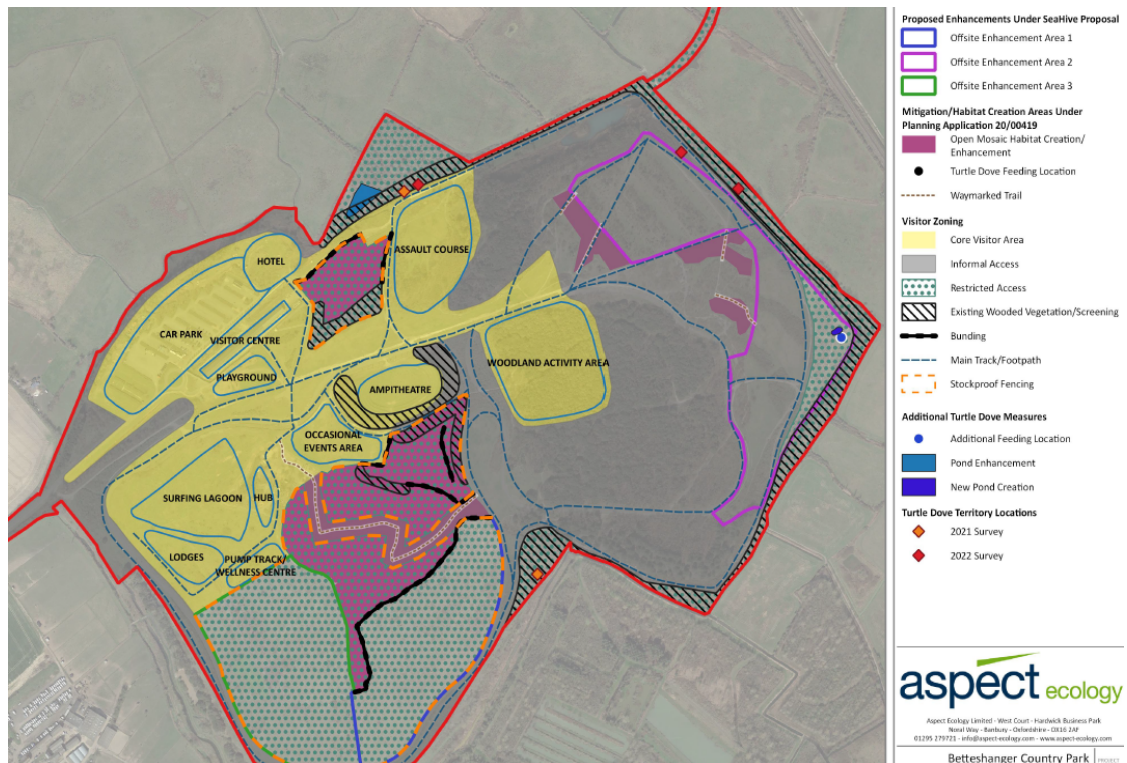 HOTEL
ASSAULT COURSE
CAR PARK
VISITOR CENTRE
WOODLAND ACTIVITY AREA
PLAYGROUND
AMPITHEATRE
OCCASIONAL
EVENTS AREA
SURFING LAGOON
HUB
LODGES
PUMP TRACK/
WELLNESS CENTRE
Proposed Enhancements Under SeaHive Proposal
Offsite Enhancement Area 1
Offsite Enhancement Area 2
Offsite Enhancement Area 3
Mitigation/Habitat Creation Areas Under
Planning Application 20/00419
Open Mosaic Habitat Creation/
Enhancement
Turtle Dove Feeding Location
Waymarked Trail
Visitor Zoning
Core Visitor Area
Informal Access
Restricted Access
Existing Wooded Vegetation/Screening
Bunding
Main Track/Footpath
Stockproof Fencing
Additional Turtle Dove Measures
Additional Feeding Location
Pond Enhancement
New Pond Creation
Turtle Dove Territory Locations
2021 Survey
2022 Survey
aspect ecology
Aspect Ecology Limited - West Court - Hardwick Business Park
Noral Way - Banbury - Oxfordshire - OX16 2AF
01295 279721 - info@aspect-ecology.com - www.aspect-ecology.com
Betteshanger Country Park PROJECT